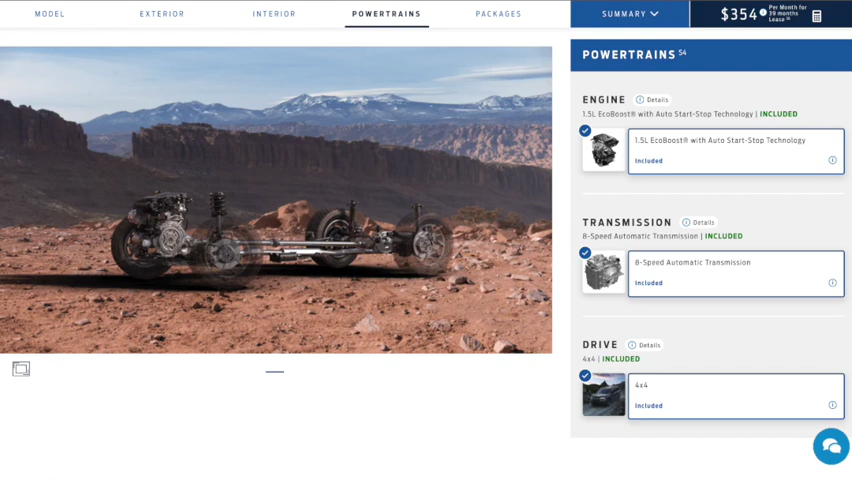 MODEL
EXTERIOR
INTERIOR
POWERTRAINS
PACKAGES
SUMMARY
$354
Per Month for
39 months
Lease
POWERTRAINS 54
ENGINE Details
1.5L EcoBoost® with Auto Start-Stop Technology | INCLUDED
1.5L EcoBoost® with Auto Start-Stop Technology
Included
TRANSMISSION Details
8-Speed Automatic Transmission | INCLUDED
8-Speed Automatic Transmission
Included
DRIVE Details
4x4 | INCLUDED
4x4
Included